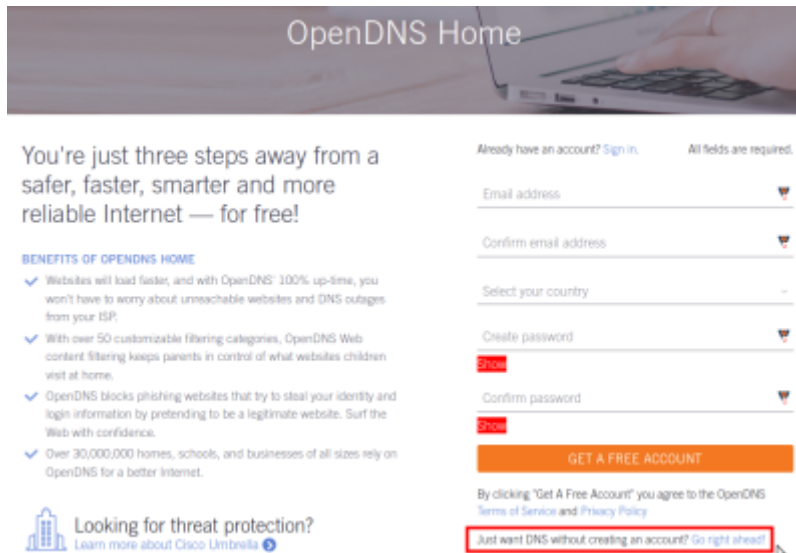 OpenDNS Home
You're just three steps away from a
safer, faster, smarter and more
reliable Internet — for free!
BENEFITS OF OPENDNS HOME
Websites will load faster, and with OpenDNS' 100% up-time, you
won't have to worry about unreachable websites and DNS outages
from your ISP.
With over 50 customizable filtering categories, OpenDNS Web
content filtering keeps parents in control of what websites children
visit at home.
OpenDNS blocks phishing websites that try to steal your identity and
login information by pretending to be a legitimate website. Surf the
Web with confidence.
Over 30,000,000 homes, schools, and businesses of all sizes rely on
OpenDNS for a better Internet.
Looking for threat protection?
Learn more about Cisco Umbrella
Already have an account? Sign in. All fields are required.
Email address
Confirm email address
Select your country
Create password
Show
Confirm password
Show
GET A FREE ACCOUNT
By clicking "Get A Free Account" you agree to the OpenDNS
Terms of Service and Privacy Policy
Just want DNS without creating an account? Go right ahead!